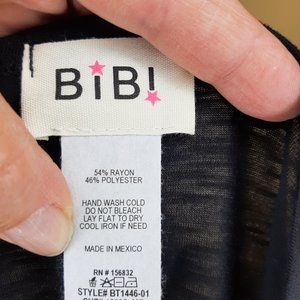 BiB!
54% RAYON
46% POLYESTER
HAND WASH COLD
DO NOT BLEACH
LAY FLAT TO DRY
COOL IRON IF NEED
MADE IN MEXICO
RN # 156832
STYLE# BT1446-01